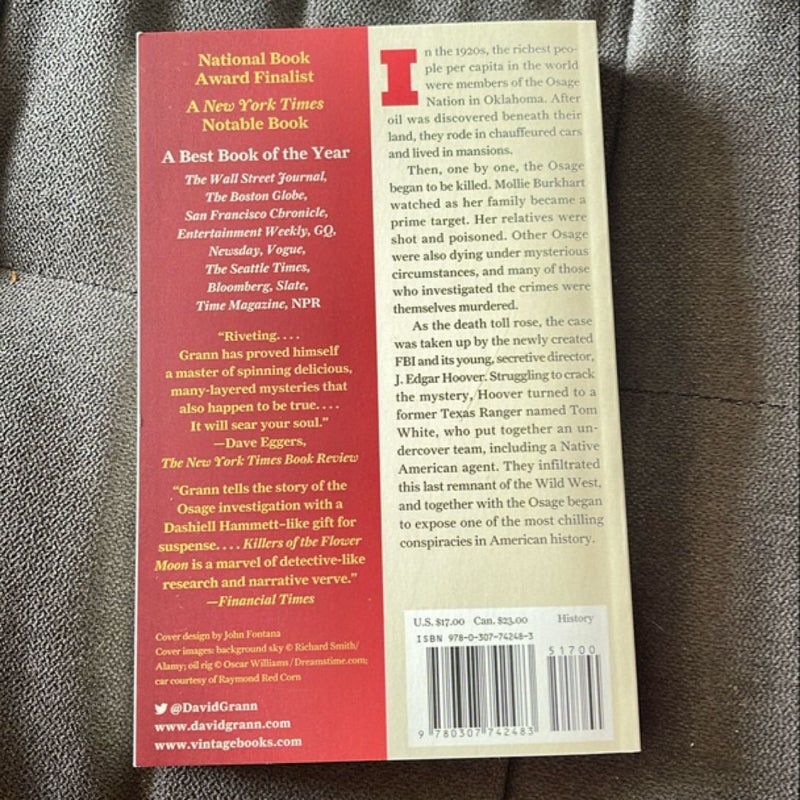 National Book
Award Finalist
A New York Times
Notable Book
A Best Book of the Year
The Wall Street Journal,
The Boston Globe,
San Francisco Chronicle,
Entertainment Weekly, GQ,
Newsday, Vogue,
The Seattle Times,
Bloomberg, Slate,
Time Magazine, NPR
“Riveting. . . .
Grann has proved himself
a master of spinning delicious,
many-layered mysteries that
also happen to be true. . . .
It will sear your soul.”
—Dave Eggers,
The New York Times Book Review
“Grann tells the story of the
Osage investigation with a
Dashiell Hammett–like gift for
suspense. . . . Killers of the Flower
Moon is a marvel of detective-like
research and narrative verve.”
—Financial Times
Cover design by John Fontana
Cover images: background sky © Richard Smith/
Alamy; oil rig © Oscar Williams/Dreamstime.com;
car courtesy of Raymond Red Corn
@DavidGrann
www.davidgrann.com
www.vintagebooks.com
In the 1920s, the richest peo-
ple per capita in the world
were members of the Osage
Nation in Oklahoma. After
oil was discovered beneath their
land, they rode in chauffeured cars
and lived in mansions.
Then, one by one, the Osage
began to be killed. Mollie Burkhart
watched as her family became a
prime target. Her relatives were
shot and poisoned. Other Osage
were also dying under mysterious
circumstances, and many of those
who investigated the crimes were
themselves murdered.
As the death toll rose, the case
was taken up by the newly created
FBI and its young, secretive director,
J. Edgar Hoover. Struggling to crack
the mystery, Hoover turned to a
former Texas Ranger named Tom
White, who put together an un-
dercover team, including a Native
American agent. They infiltrated
this last remnant of the Wild West,
and together with the Osage began
to expose one of the most chilling
conspiracies in American history.
U.S. $17.00 Can. $23.00 History
ISBN 978-0-307-74248-3
51700
9 780307 742483